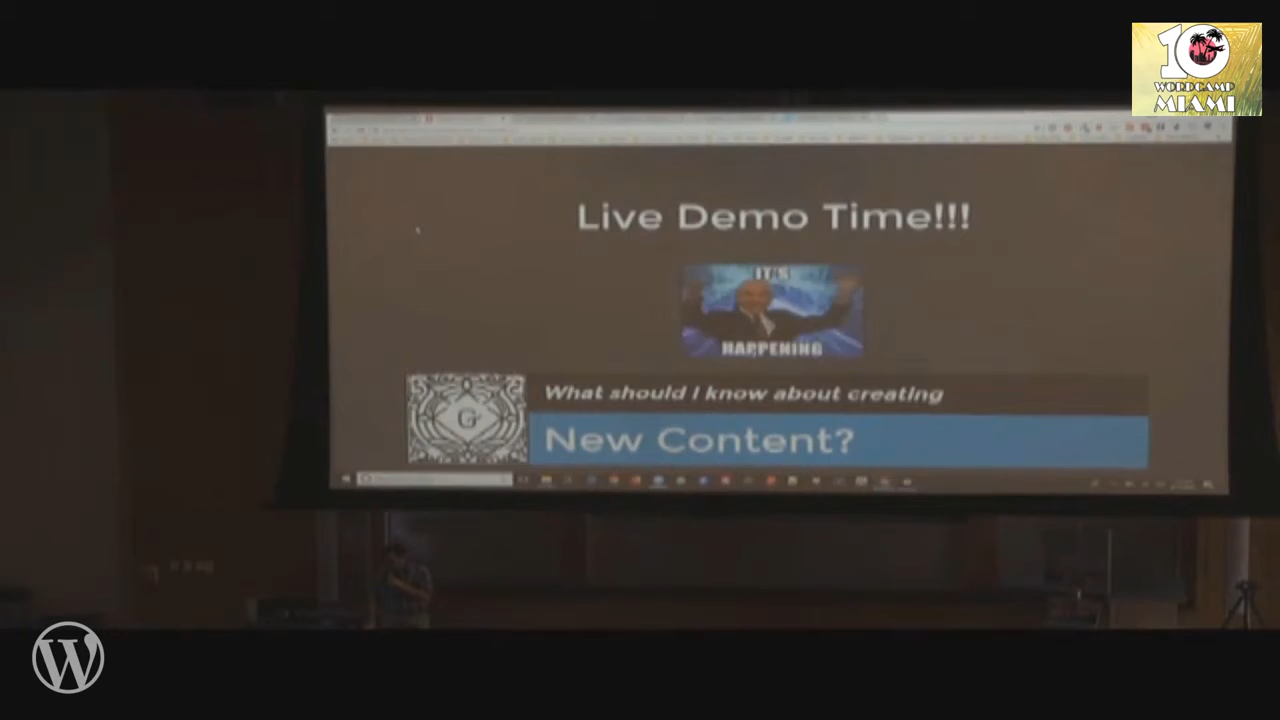 10
WORDCAMP
MIAMI
Live Demo Time!!!
IT'S
HAPPENING
What should I know about creating
G
New Content?
W